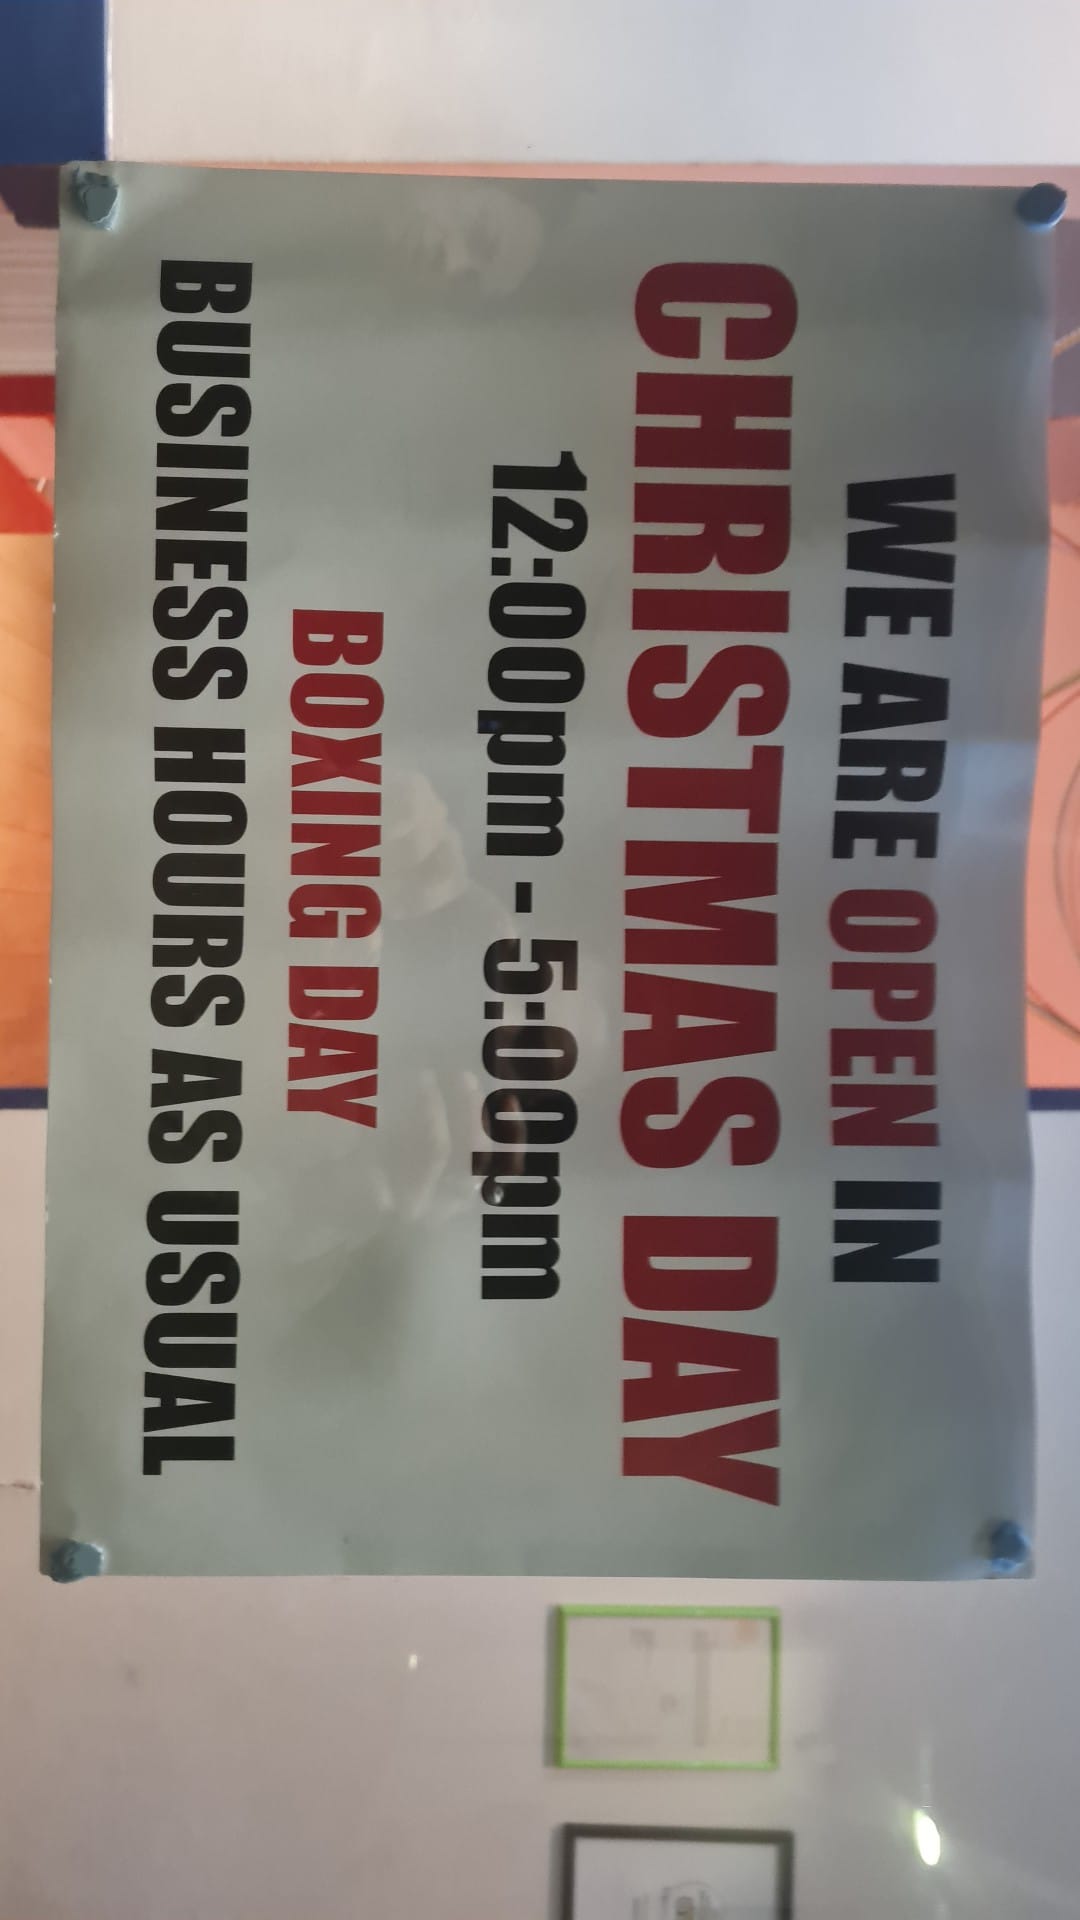 WE ARE OPEN IN
CHRISTMAS DAY
12:00pm - 5:00pm
BOXING DAY
BUSINESS HOURS AS USUAL